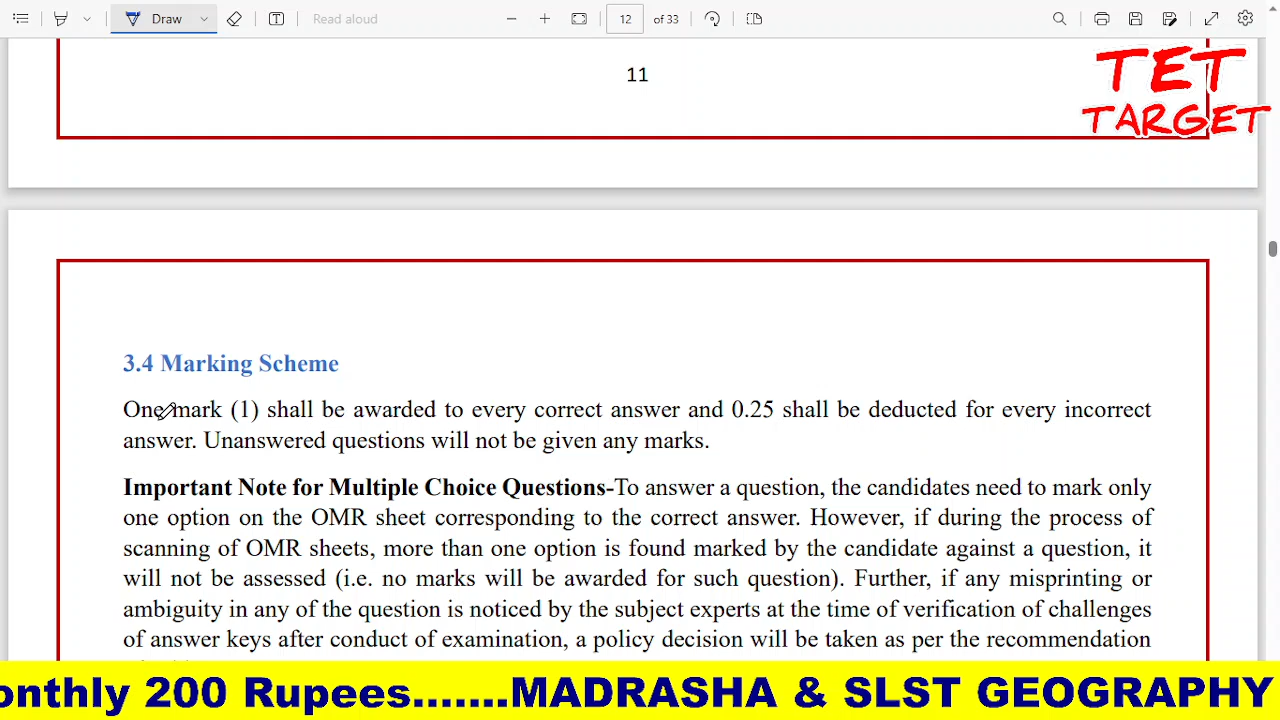 Draw
Read aloud
12 of 33
11
TET
TARGET
3.4 Marking Scheme
One mark (1) shall be awarded to every correct answer and 0.25 shall be deducted for every incorrect
answer. Unanswered questions will not be given any marks.
Important Note for Multiple Choice Questions-To answer a question, the candidates need to mark only
one option on the OMR sheet corresponding to the correct answer. However, if during the process of
scanning of OMR sheets, more than one option is found marked by the candidate against a question, it
will not be assessed (i.e. no marks will be awarded for such question). Further, if any misprinting or
ambiguity in any of the question is noticed by the subject experts at the time of verification of challenges
of answer keys after conduct of examination, a policy decision will be taken as per the recommendation
onthly 200 Rupees.......MADRASHA & SLST GEOGRAPHY